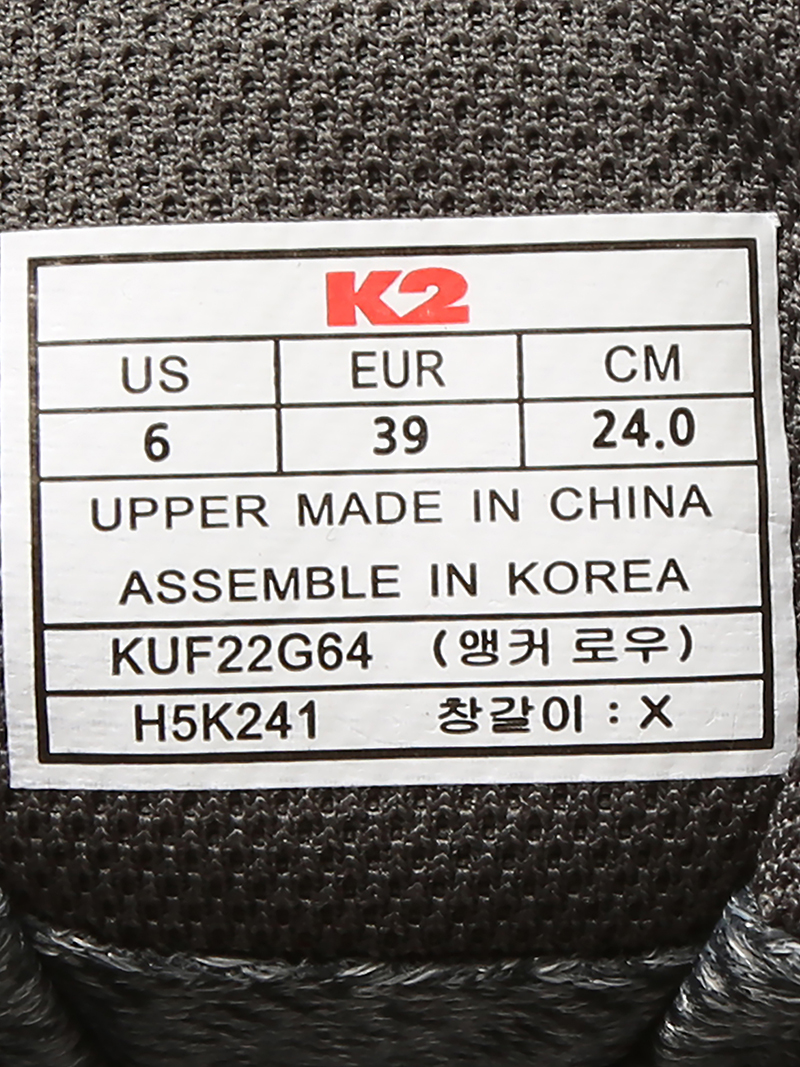 K2
US EUR CM
6 39 24.0
UPPER MADE IN CHINA
ASSEMBLE IN KOREA
KUF22G64 (앵커 로우)
H5K241 창갈이 : X